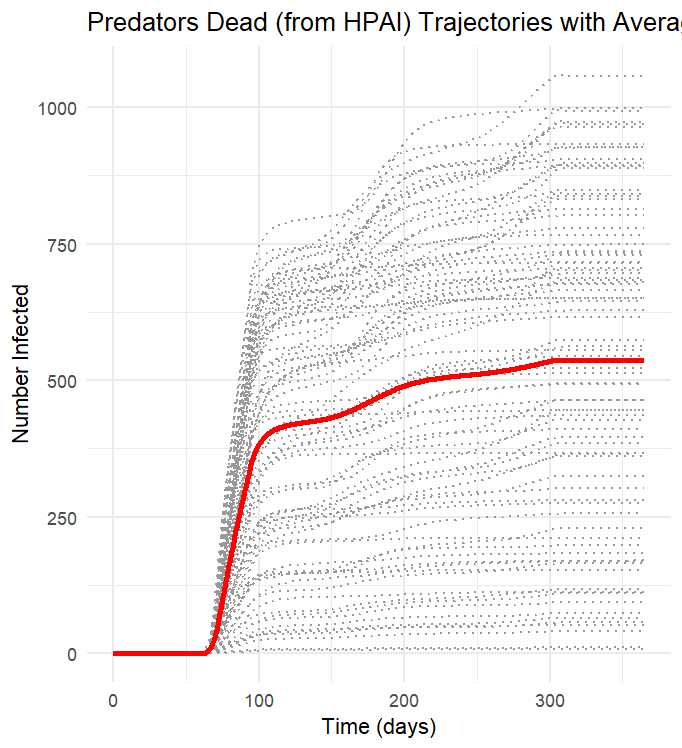 Predators Dead (from HPAI) Trajectories with Averag
1000
750
500
250
0
Number Infected
0 100 200 300
Time (days)